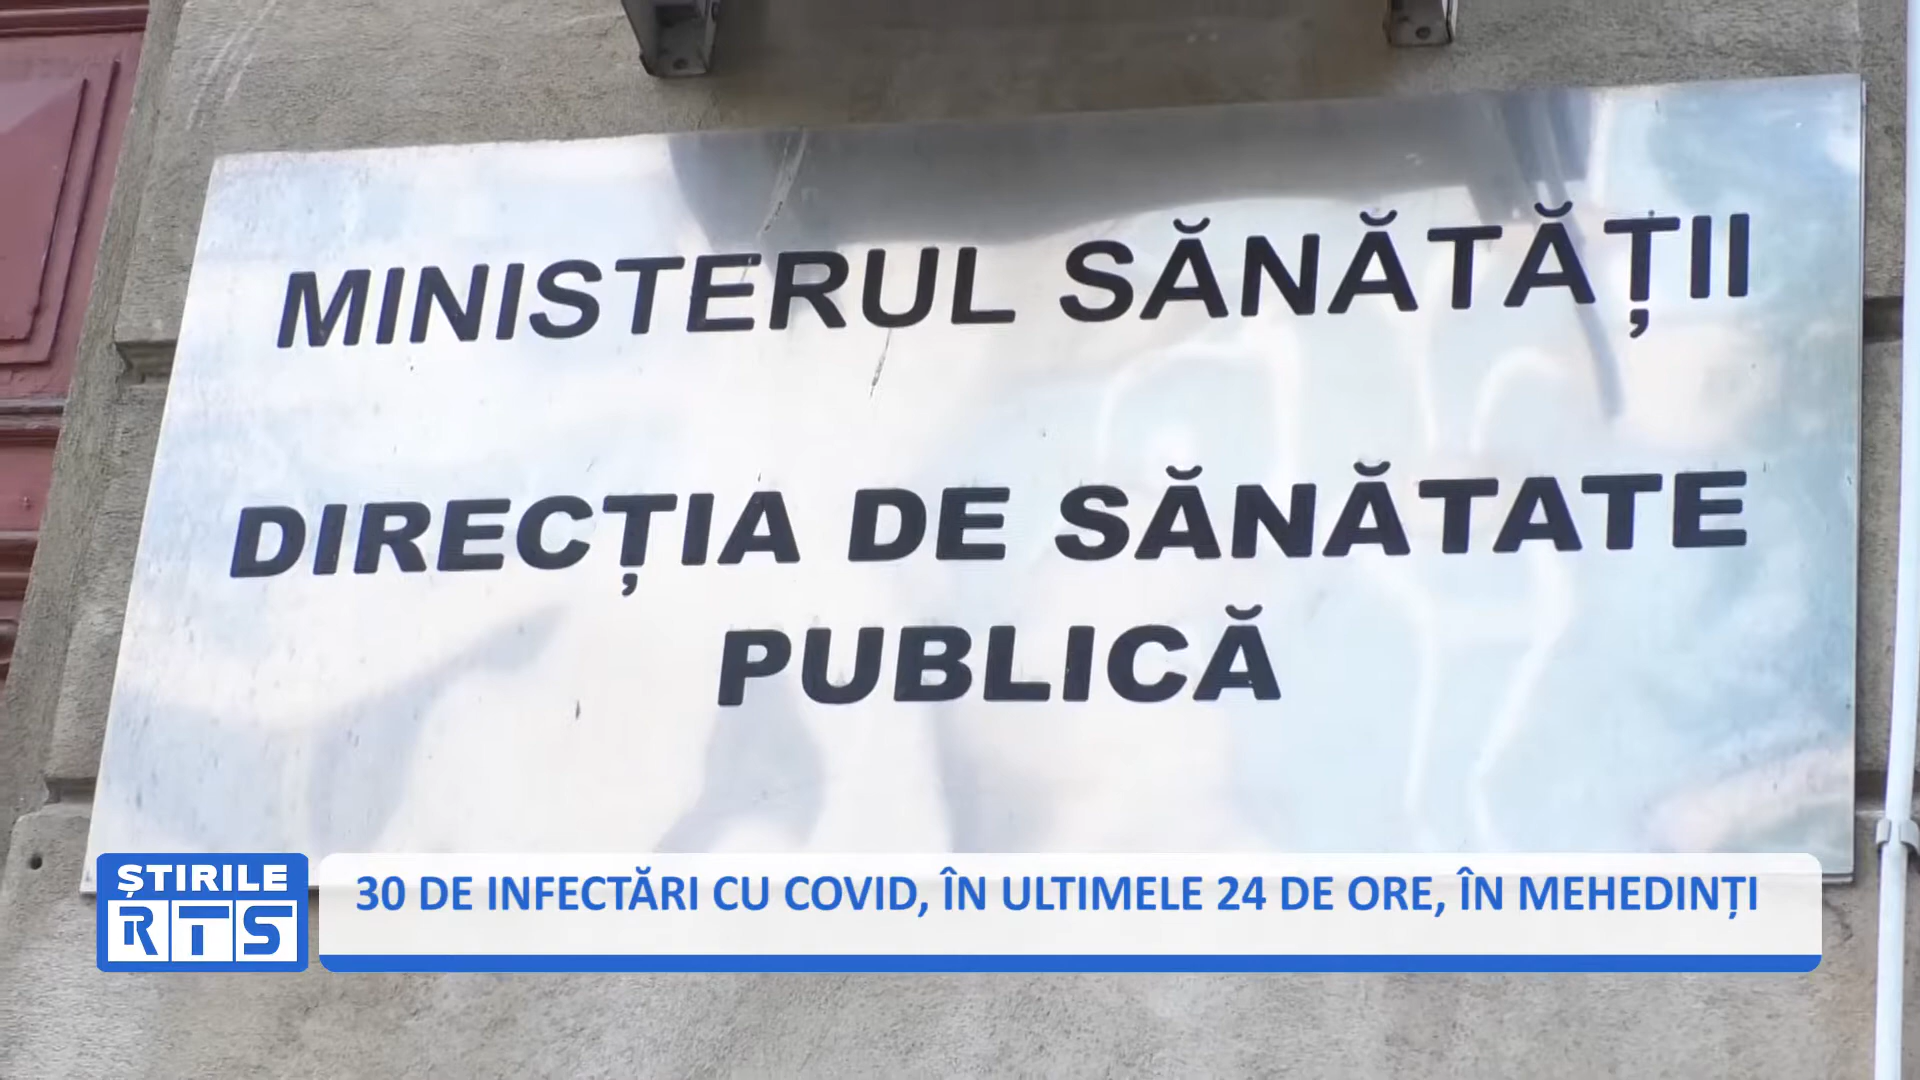 MINISTERUL SĂNĂTĂȚII
DIRECȚIA DE SĂNĂTATE
PUBLICĂ
ȘTIRILE
RTS
30 DE INFECTĂRI CU COVID, ÎN ULTIMELE 24 DE ORE, ÎN MEHEDINȚI